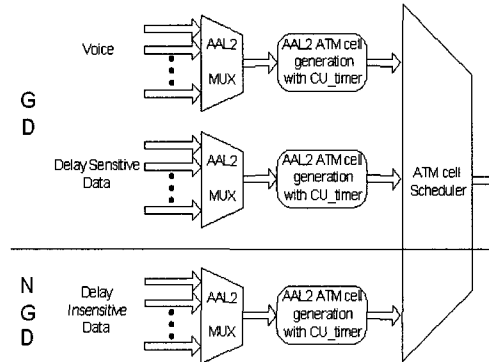 Voice
AAL2
MUX
AAL2 ATM cell
generation
with CU_timer
G
D
Delay Sensitive
Data
AAL2
MUX
AAL2 ATM cell
generation
with CU_timer
ATM cell
Scheduler
N
G
D
Delay
Insensitive
Data
AAL2
MUX
AAL2 ATM cell
generation
with CU_timer